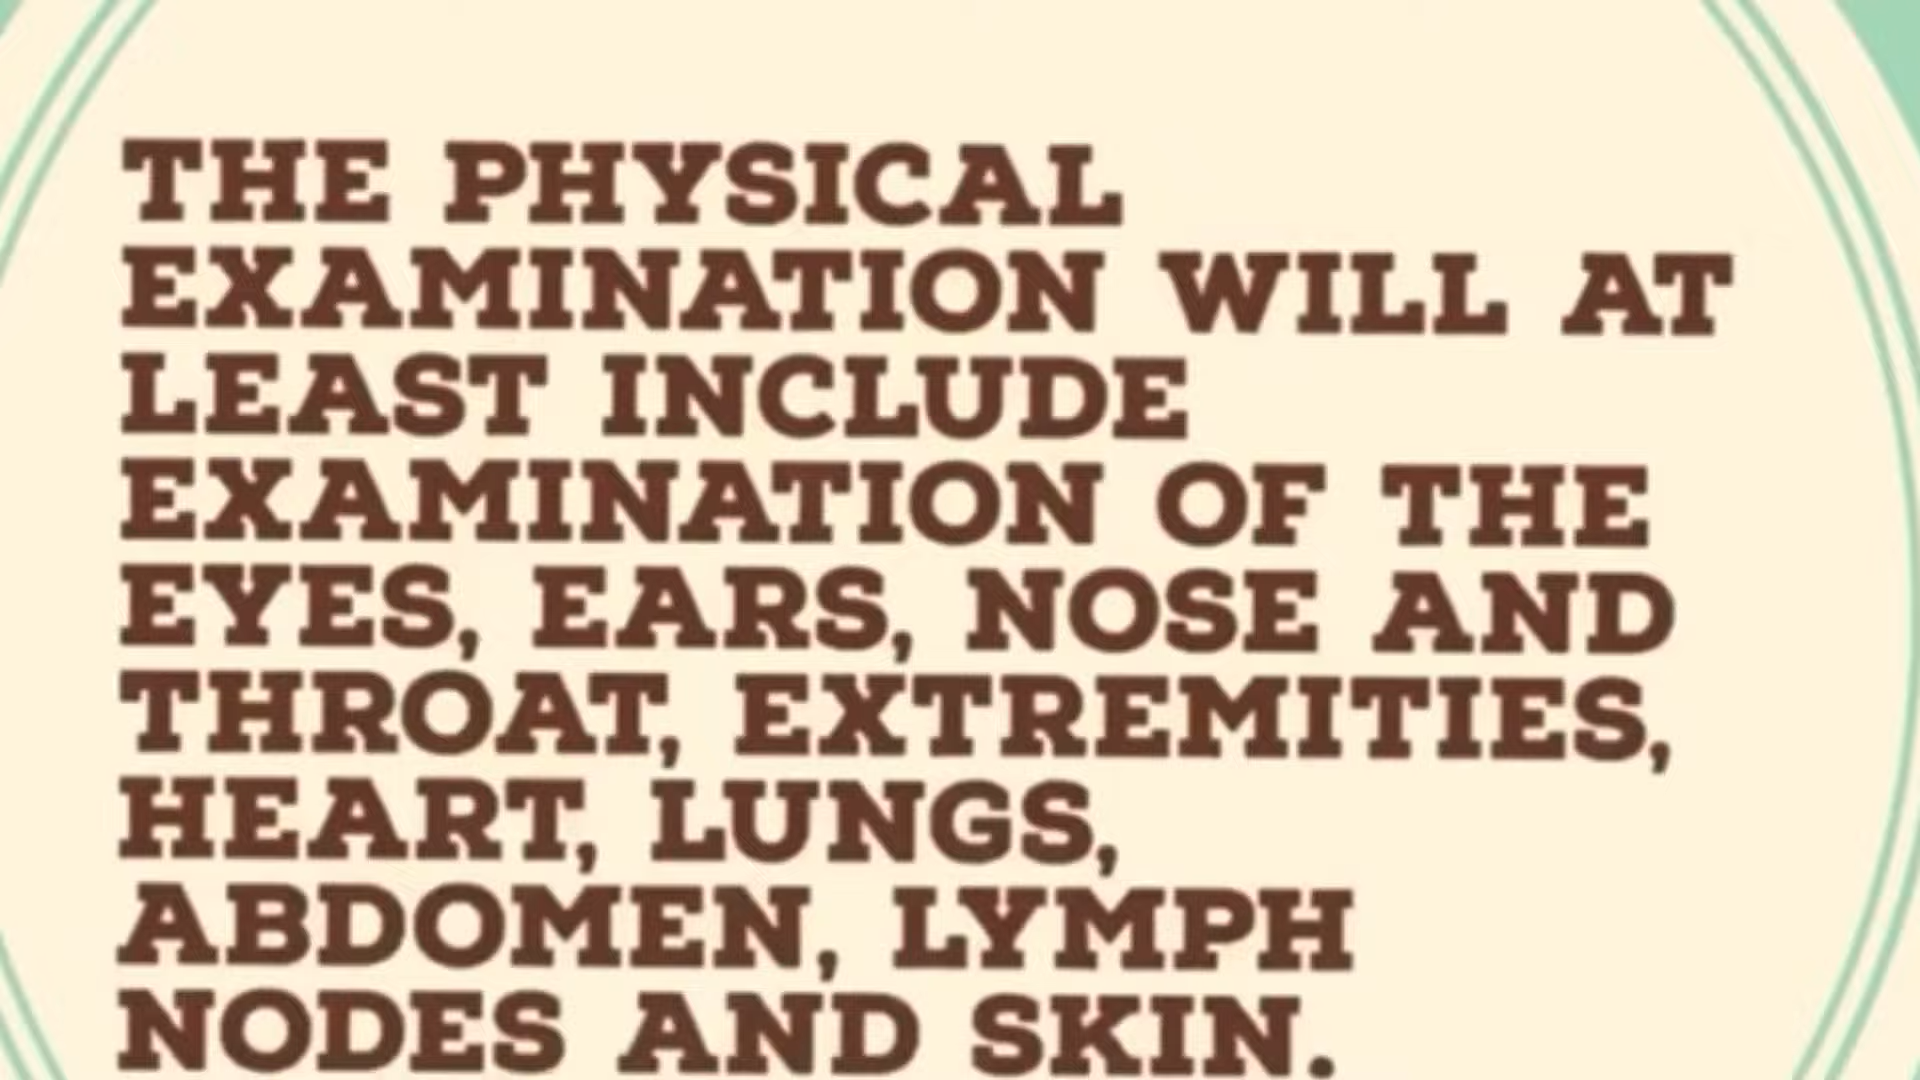 THE PHYSICAL
EXAMINATION WILL AT
LEAST INCLUDE
EXAMINATION OF THE
EYES, EARS, NOSE AND
THROAT, EXTREMITIES,
HEART, LUNGS,
ABDOMEN, LYMPH
NODES AND SKIN.